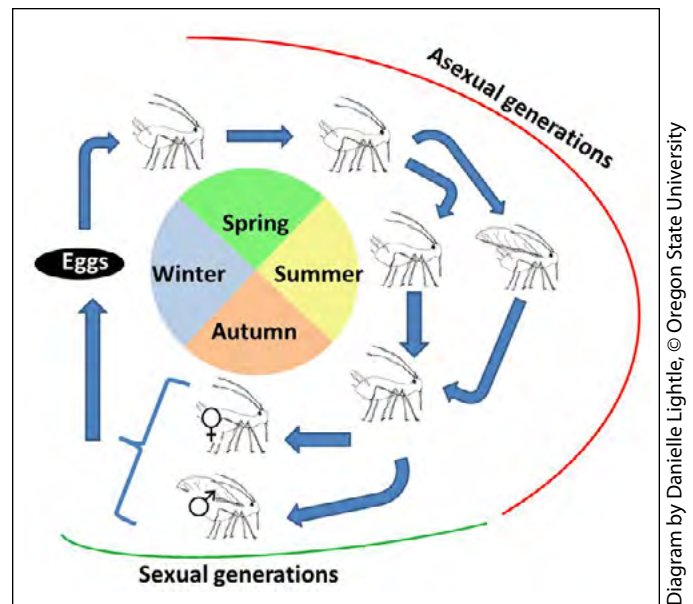 Asexual generations
Spring
Eggs
Winter
Summer
Autumn
♀
♂
Sexual generations
Diagram by Danielle Lightle, © Oregon State University